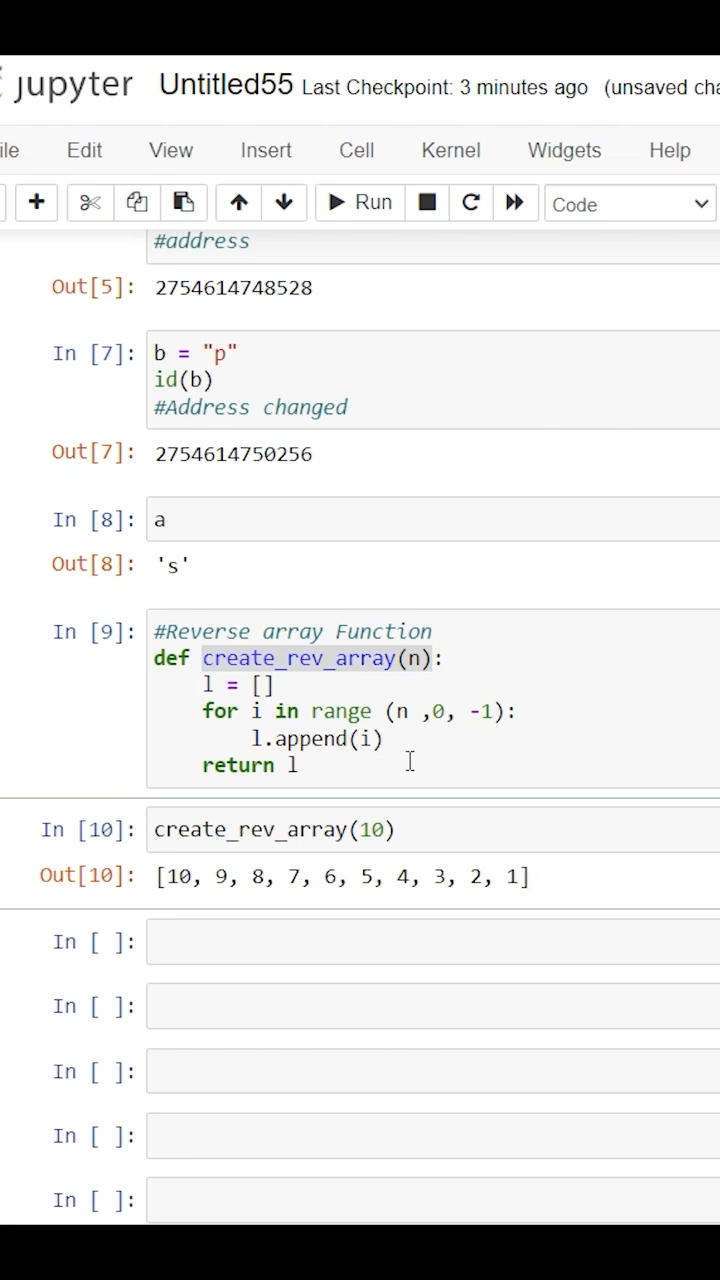 jupyter Untitled55 Last Checkpoint: 3 minutes ago (unsaved cha
ile Edit View Insert Cell Kernel Widgets Help
Run Code
#address
Out[5]: 2754614748528
In [7]: b = "p"
id(b)
#Address changed
Out[7]: 2754614750256
In [8]: a
Out[8]: 's'
In [9]: #Reverse array Function
def create_rev_array(n):
l = []
for i in range (n ,0, -1):
l.append(i)
return l
In [10]: create_rev_array(10)
Out[10]: [10, 9, 8, 7, 6, 5, 4, 3, 2, 1]
In [ ]:
In [ ]:
In [ ]:
In [ ]:
In [ ]: